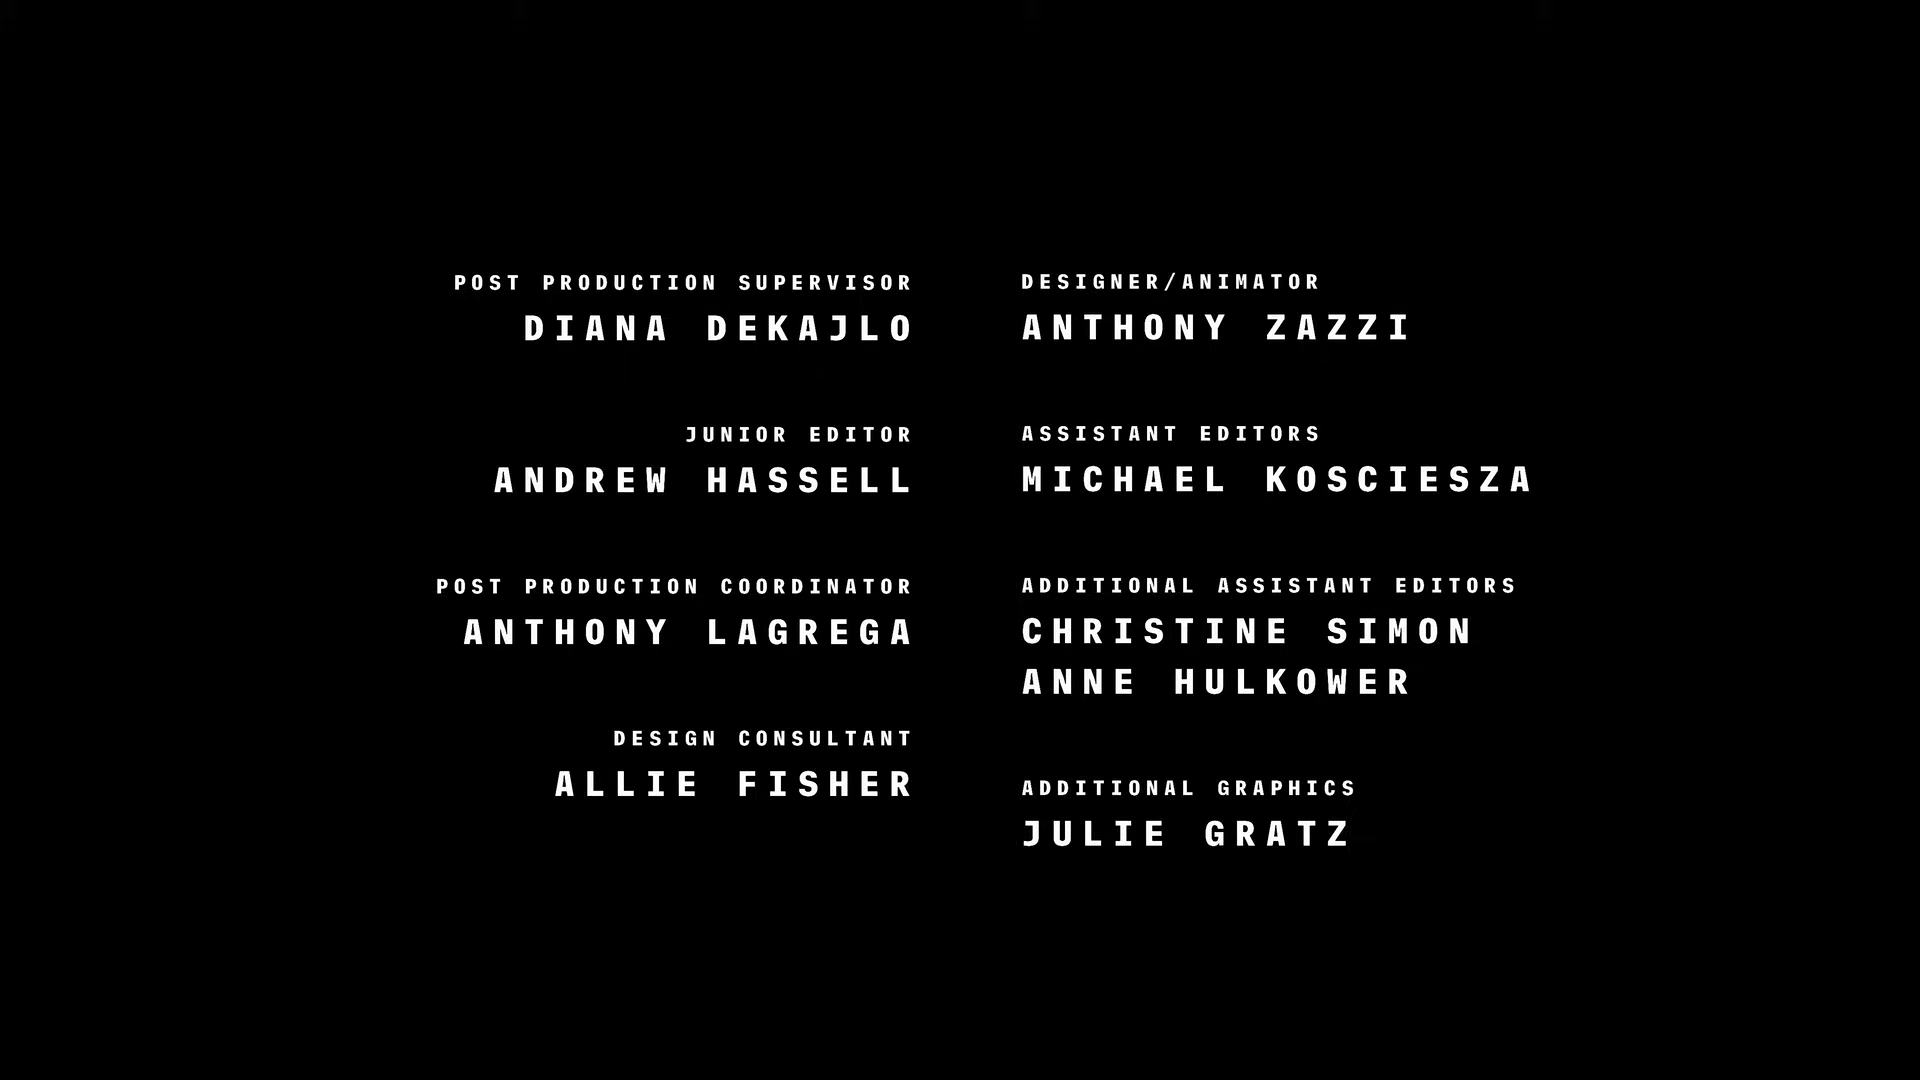 POST PRODUCTION SUPERVISOR
DIANA DEKAJLO
JUNIOR EDITOR
ANDREW HASSELL
POST PRODUCTION COORDINATOR
ANTHONY LAGREGA
DESIGN CONSULTANT
ALLIE FISHER
DESIGNER/ANIMATOR
ANTHONY ZAZZI
ASSISTANT EDITORS
MICHAEL KOSCIESZA
ADDITIONAL ASSISTANT EDITORS
CHRISTINE SIMON
ANNE HULKOWER
ADDITIONAL GRAPHICS
JULIE GRATZ